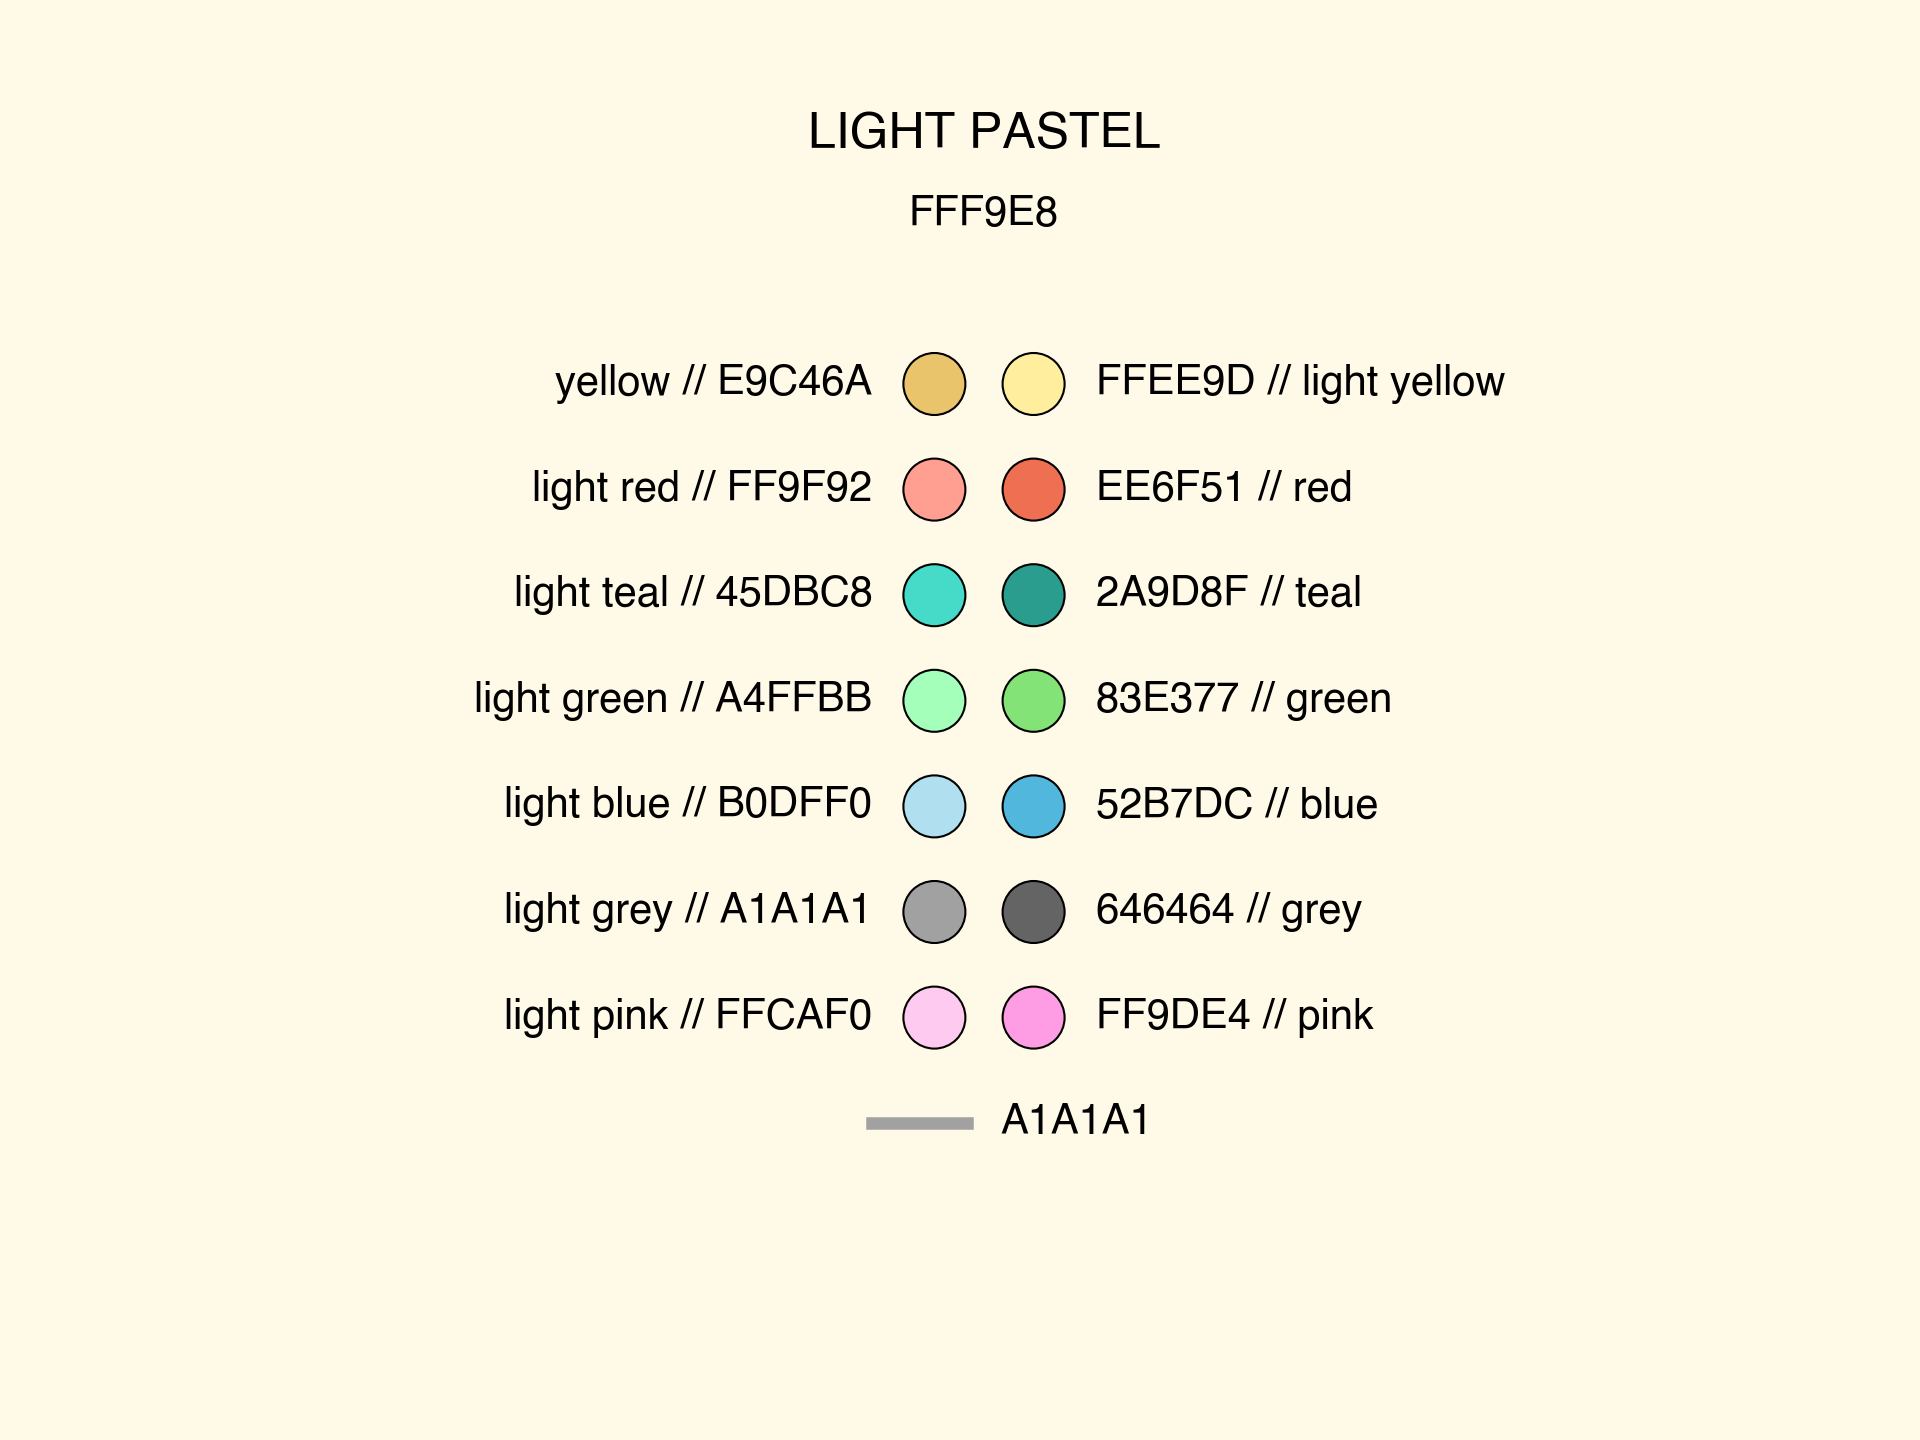 LIGHT PASTEL
FFF9E8
yellow // E9C46A FFEE9D // light yellow
light red // FF9F92 EE6F51 // red
light teal // 45DBC8 2A9D8F // teal
light green // A4FFBB 83E377 // green
light blue // B0DFF0 52B7DC // blue
light grey // A1A1A1 646464 // grey
light pink // FFCAF0 FF9DE4 // pink
A1A1A1